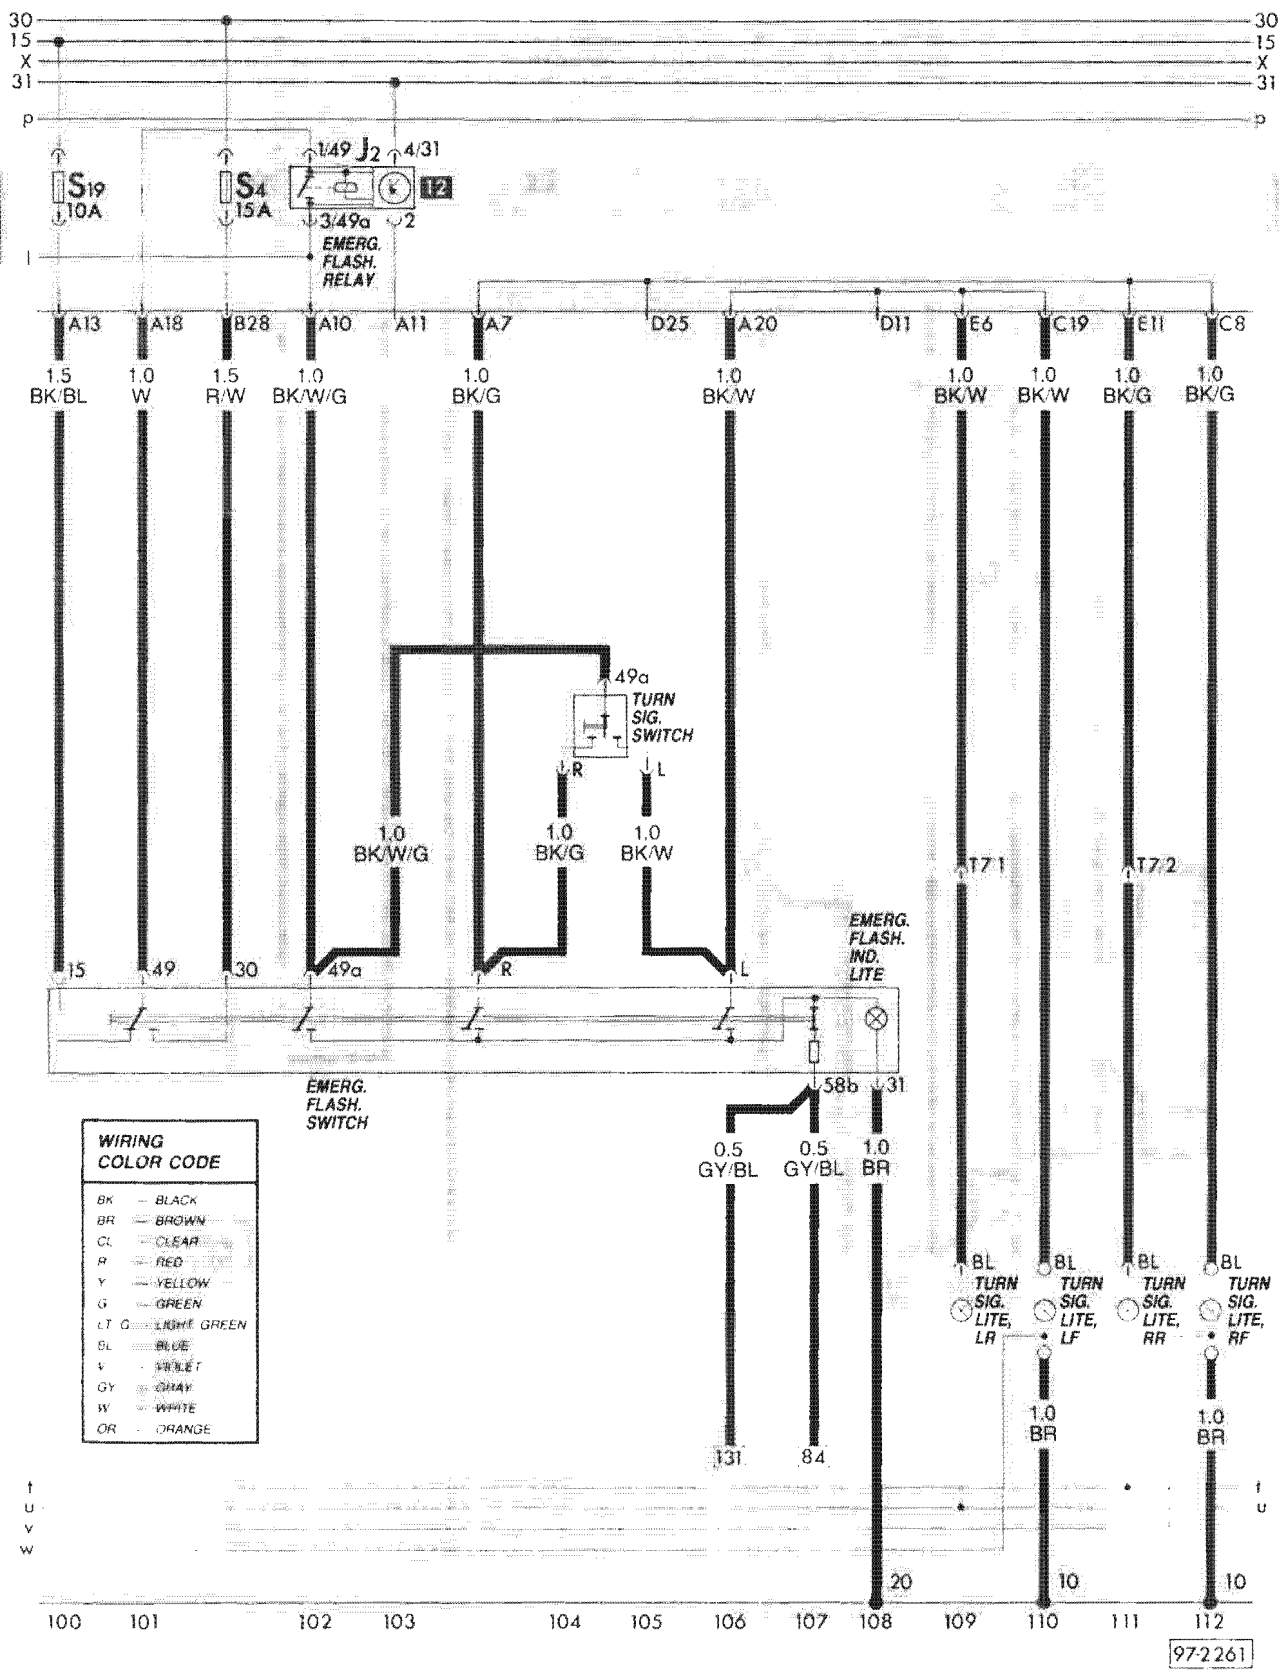 30 30
15 15
X X
31 31
p p
1/49 J2 4/31
S19 S4 12
10A 15A
3/49a 2
EMERG.
FLASH.
RELAY
l
A13 A18 B28 A10 A11 A7 D25 A20 D11 E6 C19 E11 C8
1.5 1.0 1.5 1.0 1.0 1.0 1.0 1.0 1.0 1.0
BK/BL W R/W BK/W/G BK/G BK/W BK/W BK/W BK/G BK/G
49a
TURN
SIG.
SWITCH
R L
1.0 1.0 1.0
BK/W/G BK/G BK/W
T7/1 T7/2
EMERG.
FLASH.
IND.
LITE
15 49 30 49a R L
58b 31
EMERG.
FLASH.
SWITCH
0.5 0.5 1.0
GY/BL GY/BL BR
WIRING
COLOR CODE
BK – BLACK
BR – BROWN
CL – CLEAR
R – RED
Y – YELLOW
G – GREEN
LT G – LIGHT GREEN
BL – BLUE
V – VIOLET
GY – GRAY
W – WHITE
OR – ORANGE
BL BL BL BL
TURN TURN TURN TURN
SIG. SIG. SIG. SIG.
LITE, LITE, LITE, LITE,
LR LF RR RF
1.0 1.0
BR BR
131 84
t t
u u
v
w
20 10 10
100 101 102 103 104 105 106 107 108 109 110 111 112
97-2261